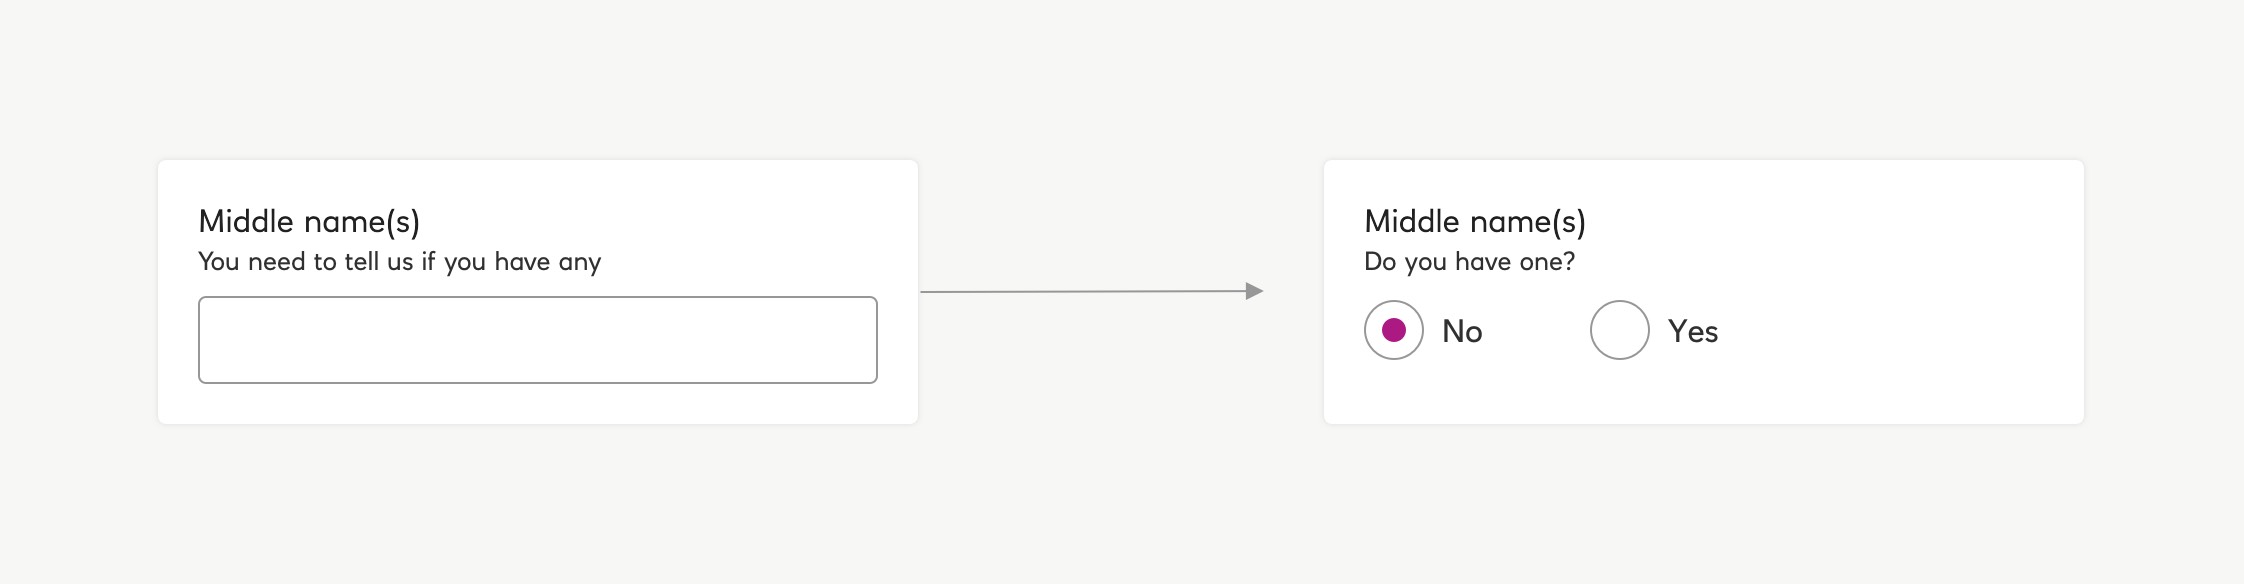 Middle name(s)
You need to tell us if you have any
Middle name(s)
Do you have one?
No
Yes